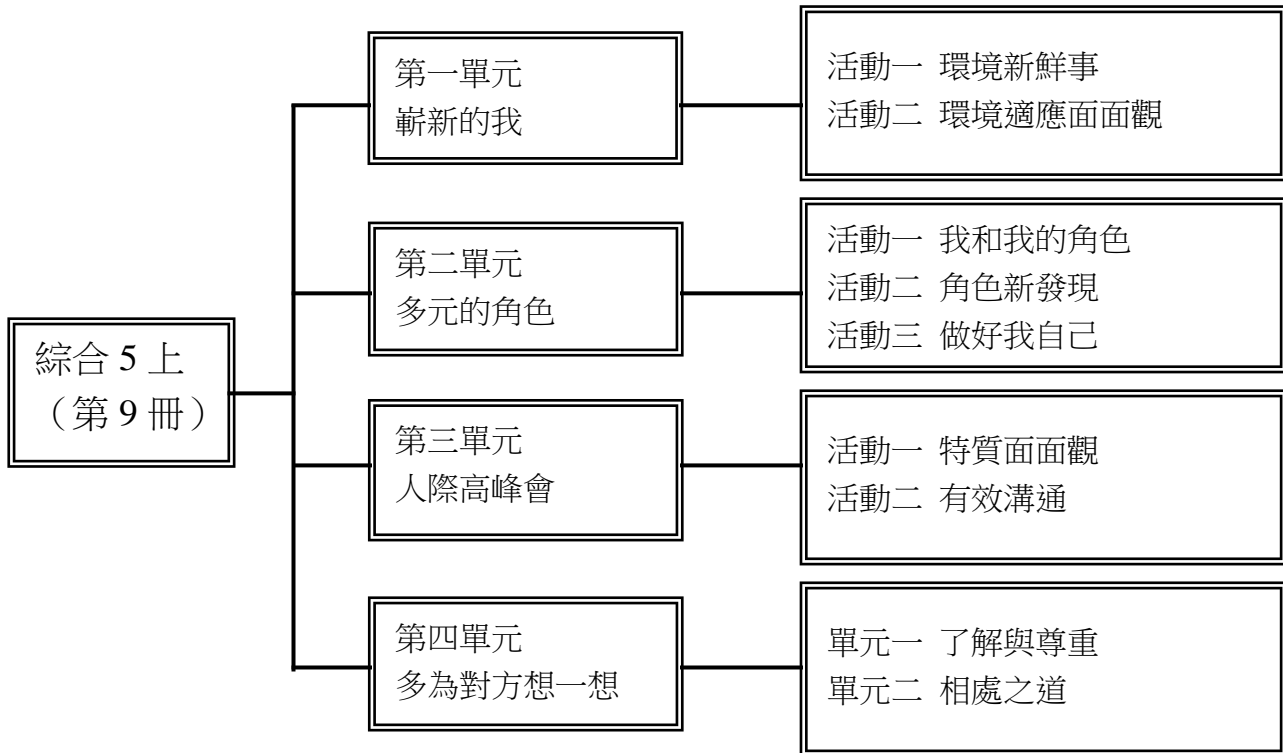 綜合 5 上
（第 9 冊）
第一單元
嶄新的我
活動一 環境新鮮事
活動二 環境適應面面觀
第二單元
多元的角色
活動一 我和我的角色
活動二 角色新發現
活動三 做好我自己
第三單元
人際高峰會
活動一 特質面面觀
活動二 有效溝通
第四單元
多為對方想一想
單元一 了解與尊重
單元二 相處之道